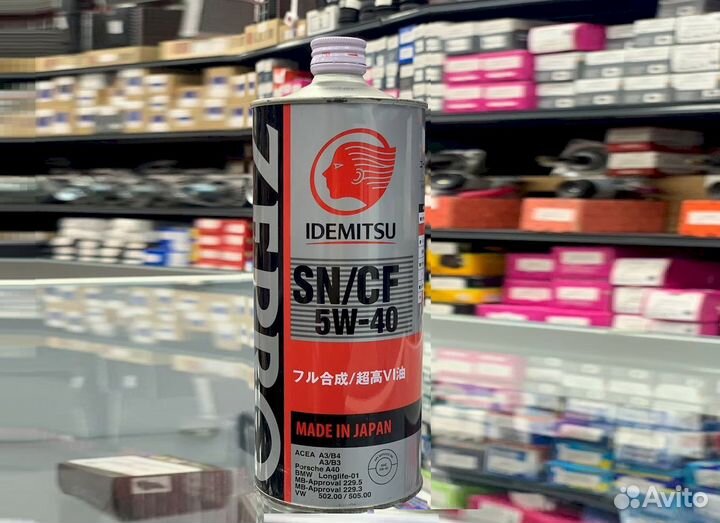 ZEPRO
IDEMITSU
SN/CF
5W-40
フル合成/超高VI油
MADE IN JAPAN
ACEA A3/B4
A3/B3
Porsche A40
BMW Longlife-01
MB-Approval 229.5
MB-Approval 229.3
VW 502.00 / 505.00
Avito